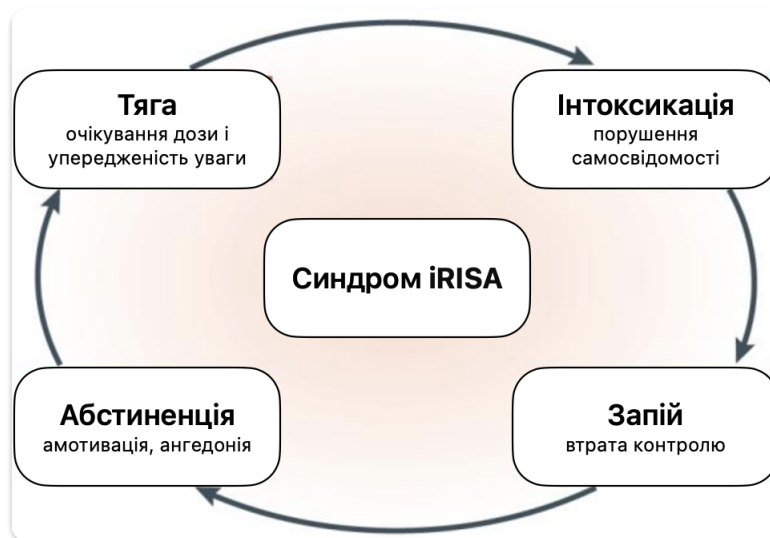 Тяга
очікування дози і
упередженість уваги
Інтоксикація
порушення
самосвідомості
Синдром iRISA
Абстиненція
амотивація, ангедонія
Запій
втрата контролю